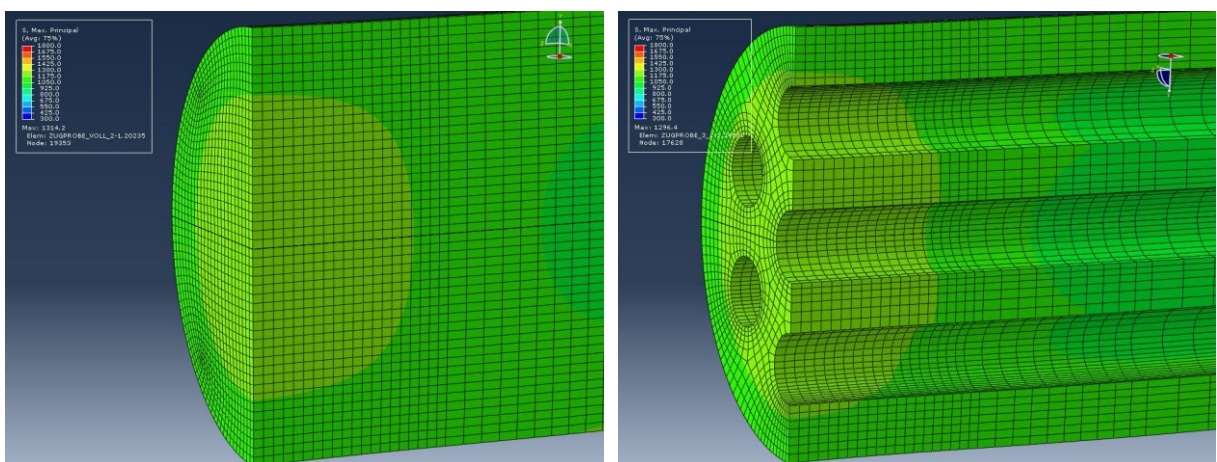 S, Max. Principal
(Avg: 75%)
1800.0
1675.0
1550.0
1425.0
1300.0
1175.0
1050.0
925.0
800.0
675.0
550.0
425.0
300.0
Max: 1314.2
Elem: ZUGPROBE_VOLL_2-1.20235
Node: 19353
S, Max. Principal
(Avg: 75%)
1800.0
1675.0
1550.0
1425.0
1300.0
1175.0
1050.0
925.0
800.0
675.0
550.0
425.0
300.0
Max: 1296.4
Elem: ZUGPROBE_3
Node: 17628